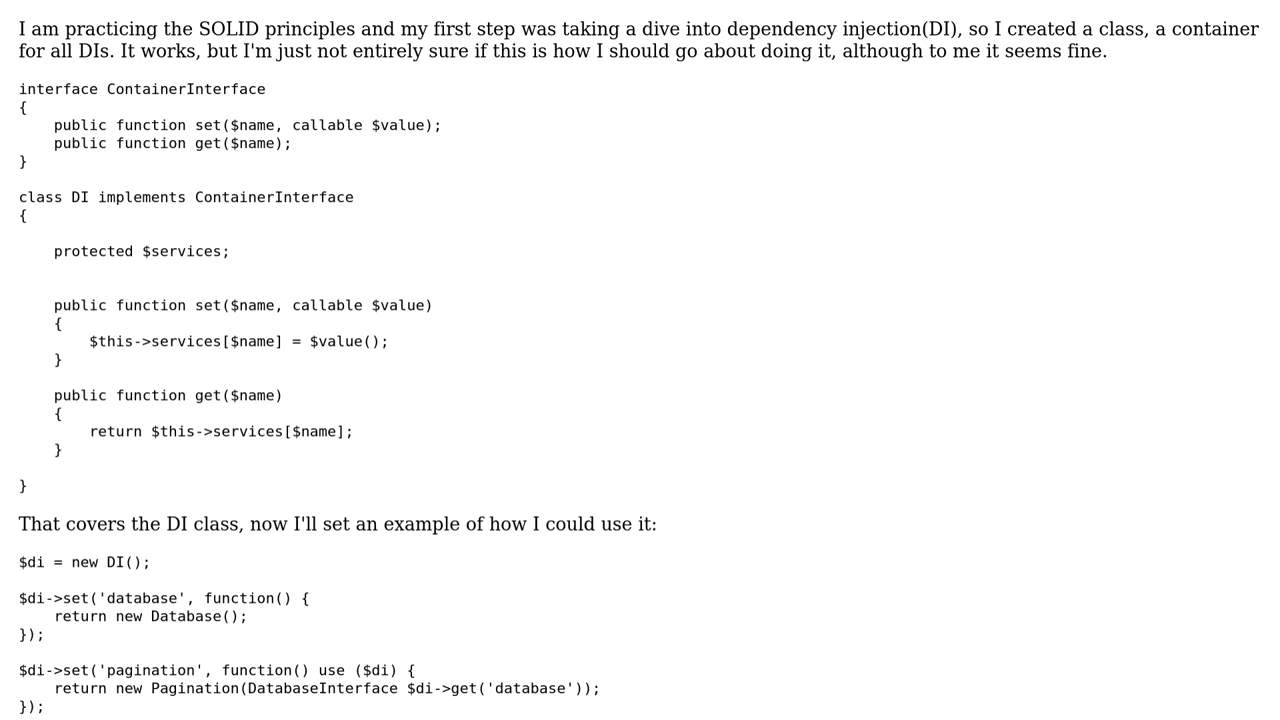 I am practicing the SOLID principles and my first step was taking a dive into dependency injection(DI), so I created a class, a container
for all DIs. It works, but I'm just not entirely sure if this is how I should go about doing it, although to me it seems fine.
interface ContainerInterface
{
    public function set($name, callable $value);
    public function get($name);
}
class DI implements ContainerInterface
{
    protected $services;
    public function set($name, callable $value)
    {
        $this->services[$name] = $value();
    }
    public function get($name)
    {
        return $this->services[$name];
    }
}
That covers the DI class, now I'll set an example of how I could use it:
$di = new DI();
$di->set('database', function() {
    return new Database();
});
$di->set('pagination', function() use ($di) {
    return new Pagination(DatabaseInterface $di->get('database'));
});